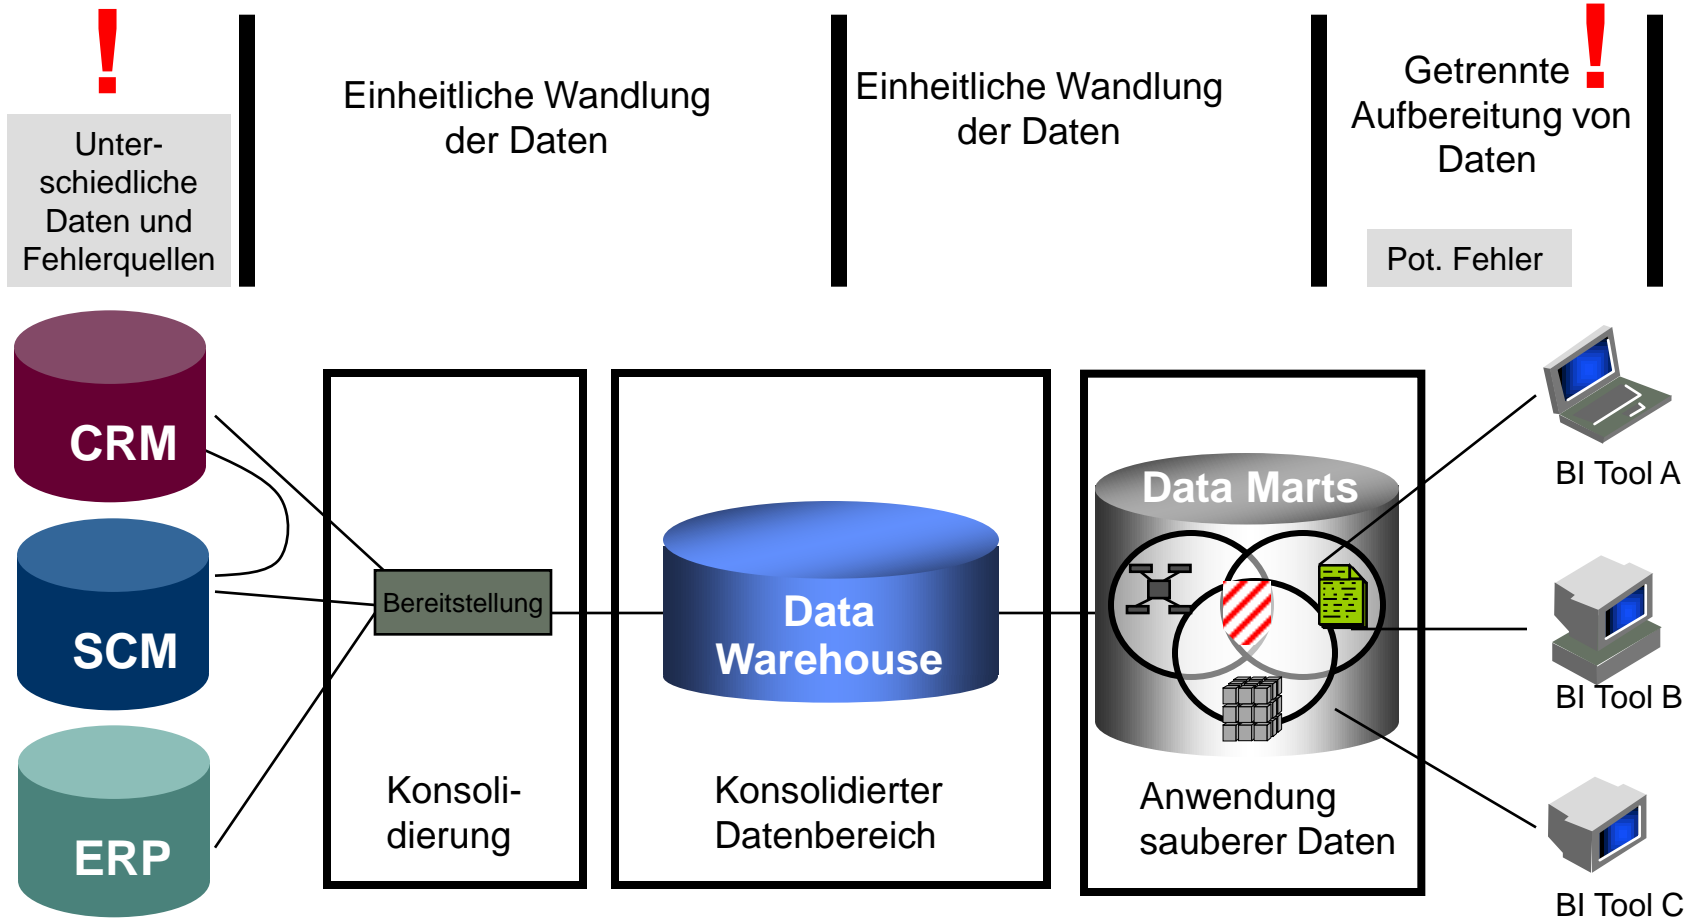 !
Unter-
schiedliche
Daten und
Fehlerquellen
Einheitliche Wandlung
der Daten
Einheitliche Wandlung
der Daten
Getrennte !
Aufbereitung von
Daten
Pot. Fehler
CRM
SCM
ERP
Bereitstellung
Konsoli-
dierung
Data
Warehouse
Konsolidierter
Datenbereich
Data Marts
Anwendung
sauberer Daten
BI Tool A
BI Tool B
BI Tool C